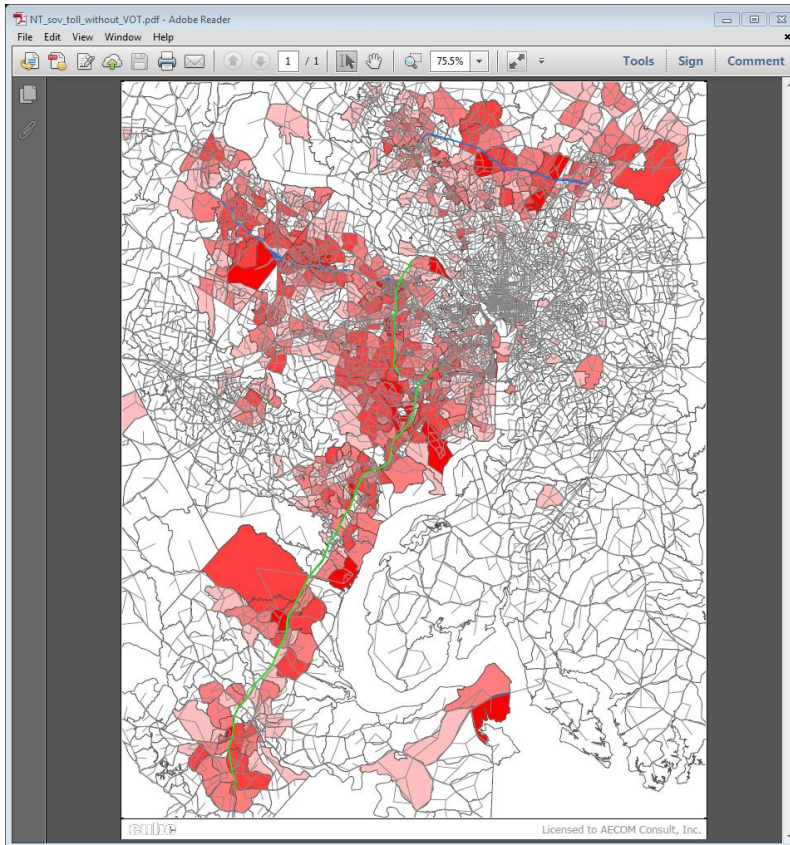 NT_sov_toll_without_VOT.pdf - Adobe Reader
File Edit View Window Help
1 / 1 75.5% Tools Sign Comment
cube Licensed to AECOM Consult, Inc.